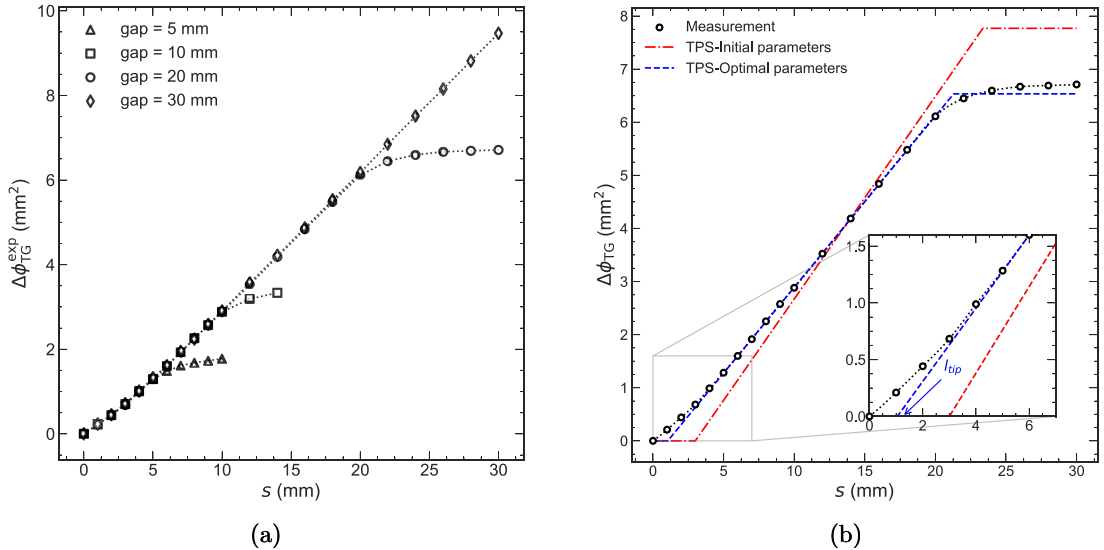 gap = 5 mm
gap = 10 mm
gap = 20 mm
gap = 30 mm
10
8
6
4
2
0
Δϕ_TG^exp (mm²)
0 5 10 15 20 25 30
s (mm)
(a)
Measurement
TPS-Initial parameters
TPS-Optimal parameters
8
7
6
5
4
3
2
1
0
Δϕ_TG (mm²)
1.5
1.0
0.5
0.0
l_tip
0 2 4 6
0 5 10 15 20 25 30
s (mm)
(b)